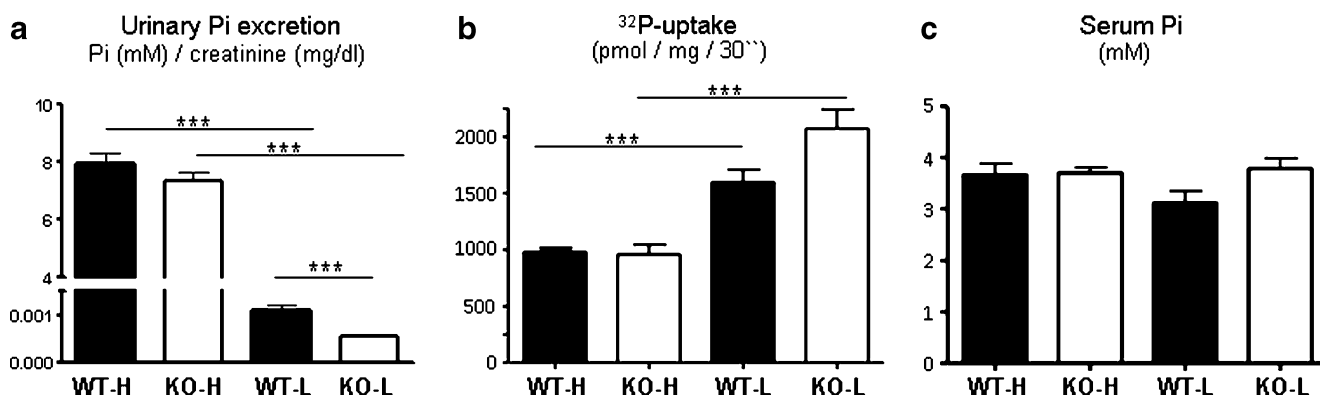 a
Urinary Pi excretion
Pi (mM) / creatinine (mg/dl)
10
8
6
4
0.001
0.000
***
***
***
WT-H KO-H WT-L KO-L
b
³²P-uptake
(pmol / mg / 30``)
2000
1500
1000
500
0
***
***
WT-H KO-H WT-L KO-L
c
Serum Pi
(mM)
5
4
3
2
1
0
WT-H KO-H WT-L KO-L